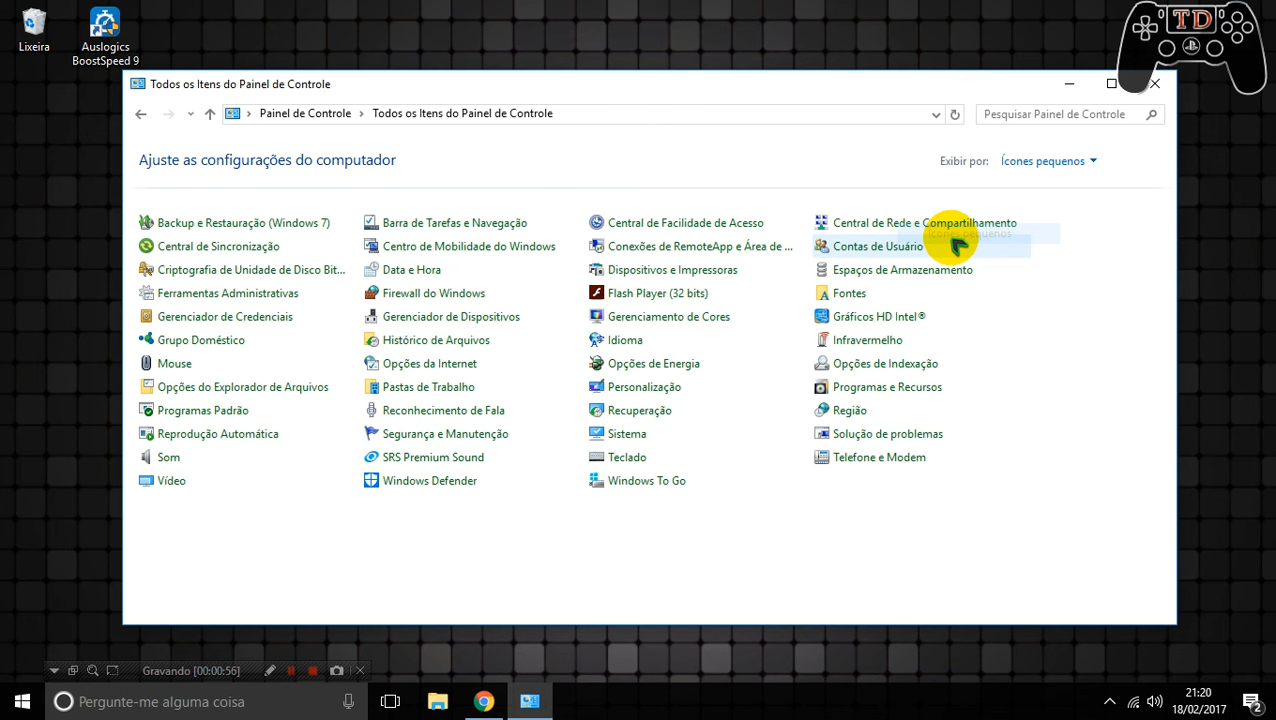 Lixeira
Auslogics
BoostSpeed 9
TD
Todos os Itens do Painel de Controle
Painel de Controle > Todos os Itens do Painel de Controle
Pesquisar Painel de Controle
Ajuste as configurações do computador
Exibir por: Ícones pequenos
Backup e Restauração (Windows 7)
Barra de Tarefas e Navegação
Central de Facilidade de Acesso
Central de Rede e Compartilhamento
Ícones pequenos
Central de Sincronização
Centro de Mobilidade do Windows
Conexões de RemoteApp e Área de ...
Contas de Usuário
Criptografia de Unidade de Disco Bit...
Data e Hora
Dispositivos e Impressoras
Espaços de Armazenamento
Ferramentas Administrativas
Firewall do Windows
Flash Player (32 bits)
Fontes
Gerenciador de Credenciais
Gerenciador de Dispositivos
Gerenciamento de Cores
Gráficos HD Intel®
Grupo Doméstico
Histórico de Arquivos
Idioma
Infravermelho
Mouse
Opções da Internet
Opções de Energia
Opções de Indexação
Opções do Explorador de Arquivos
Pastas de Trabalho
Personalização
Programas e Recursos
Programas Padrão
Reconhecimento de Fala
Recuperação
Região
Reprodução Automática
Segurança e Manutenção
Sistema
Solução de problemas
Som
SRS Premium Sound
Teclado
Telefone e Modem
Vídeo
Windows Defender
Windows To Go
Gravando [00:00:56]
Pergunte-me alguma coisa
21:20
18/02/2017
2